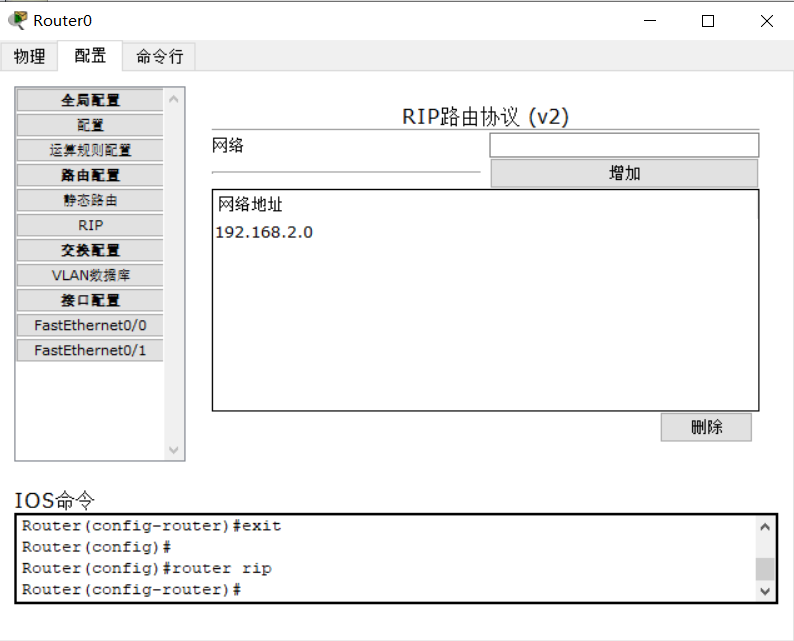 Router0
物理 配置 命令行
全局配置
配置
运算规则配置
路由配置
静态路由
RIP
交换配置
VLAN数据库
接口配置
FastEthernet0/0
FastEthernet0/1
RIP路由协议 (v2)
网络
增加
网络地址
192.168.2.0
删除
IOS命令
Router(config-router)#exit
Router(config)#
Router(config)#router rip
Router(config-router)#